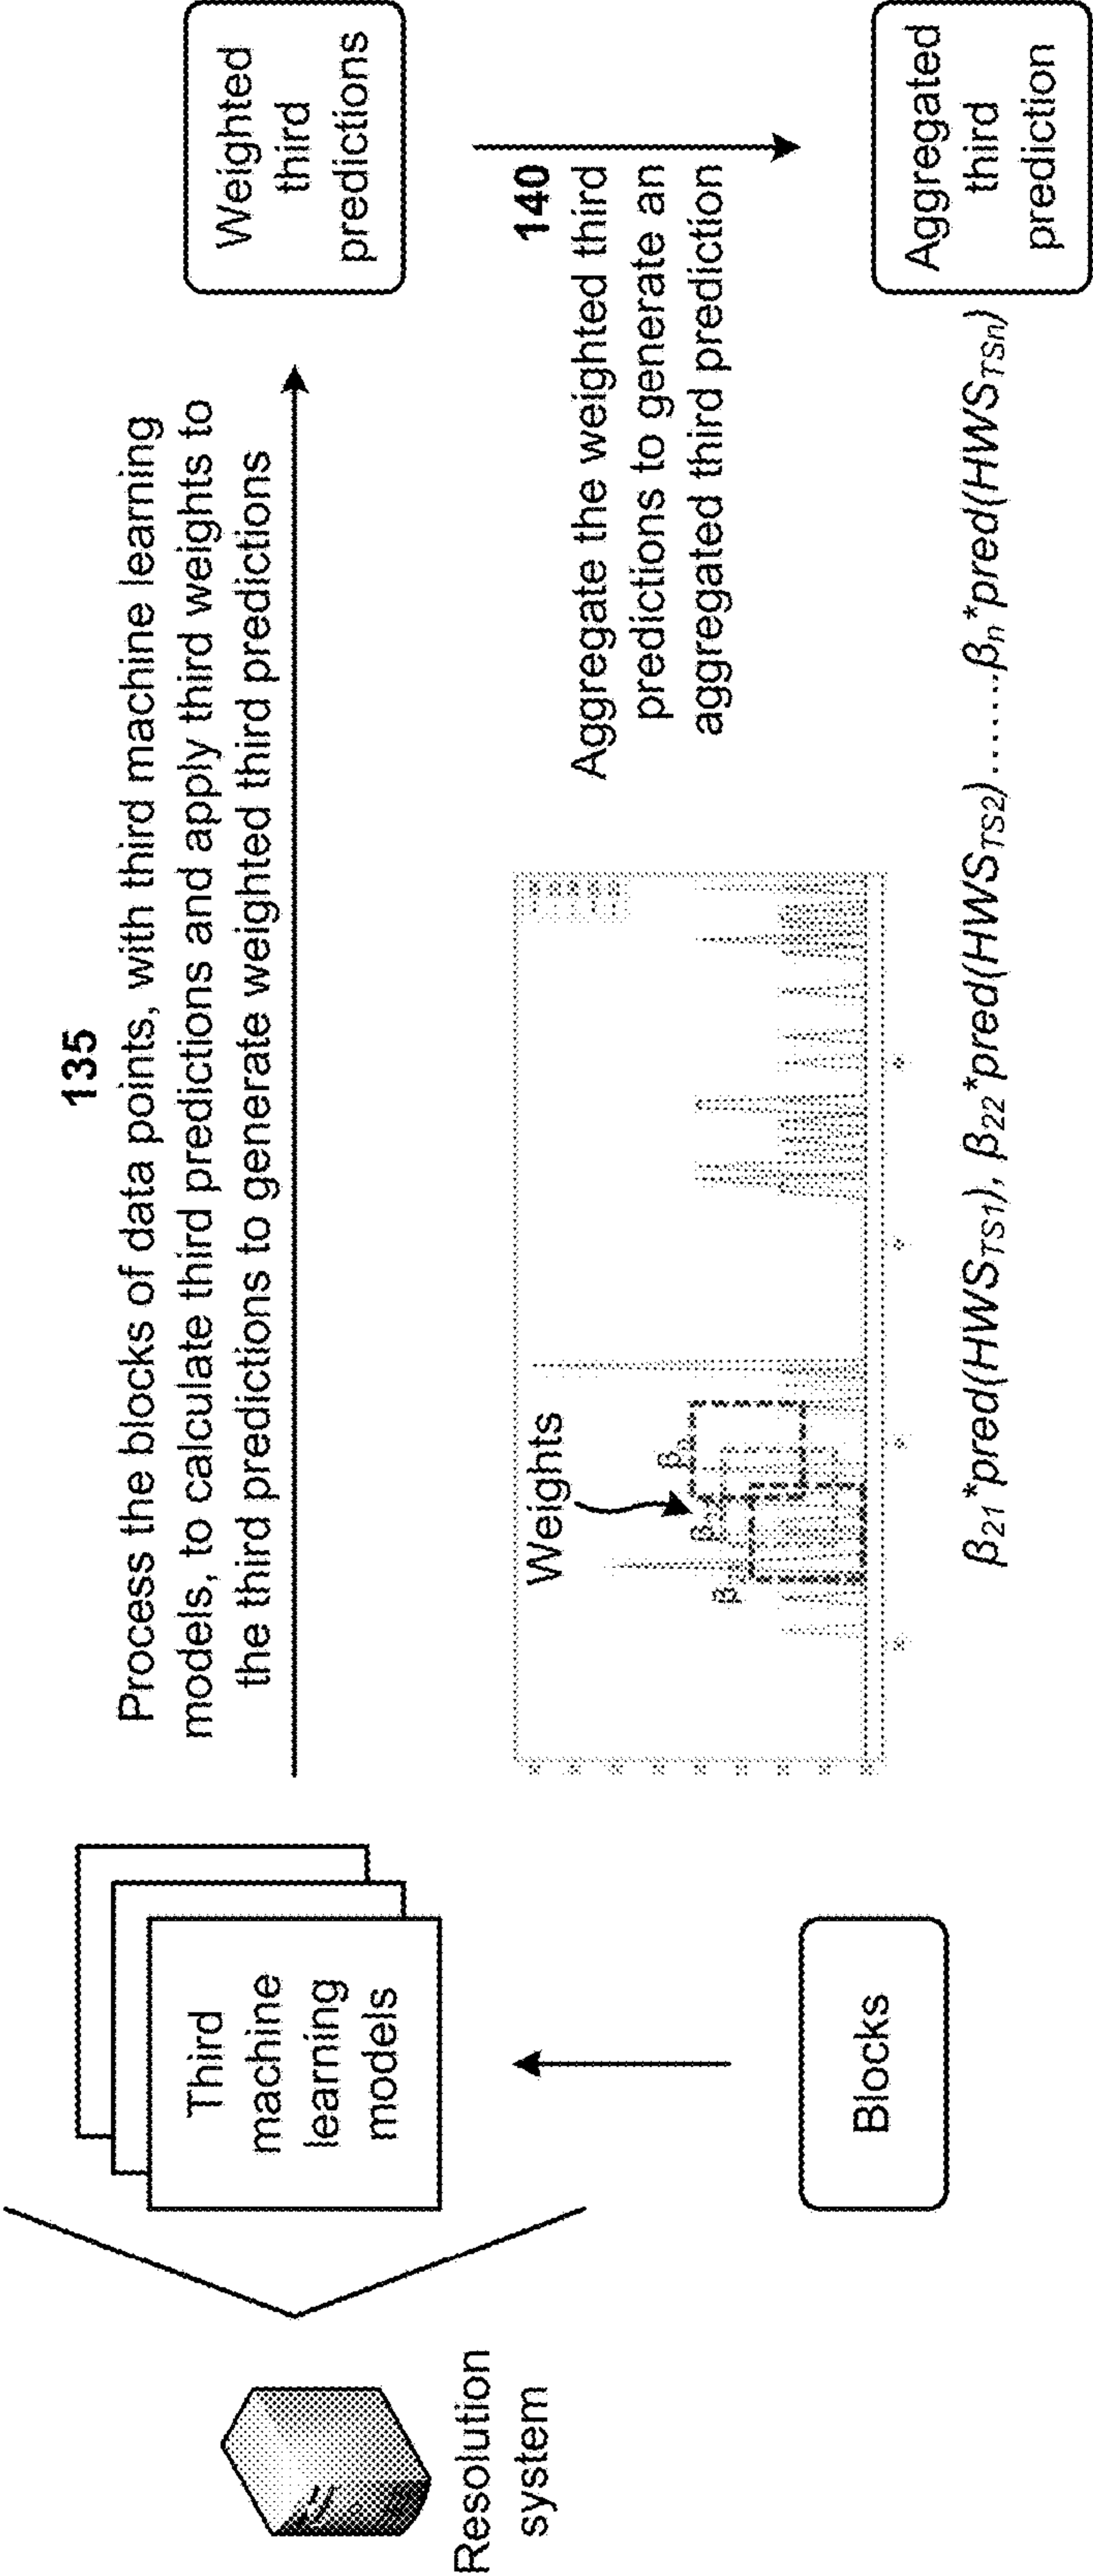 135
Process the blocks of data points, with third machine learning
models, to calculate third predictions and apply third weights to
the third predictions to generate weighted third predictions
Resolution
system
Third
machine
learning
models
Blocks
Weighted
third
predictions
140
Aggregate the weighted third
predictions to generate an
aggregated third prediction
Weights
β
β
β
β₂₁*pred(HWS_TS1), β₂₂*pred(HWS_TS2).......βₙ*pred(HWS_TSn)
Aggregated
third
prediction